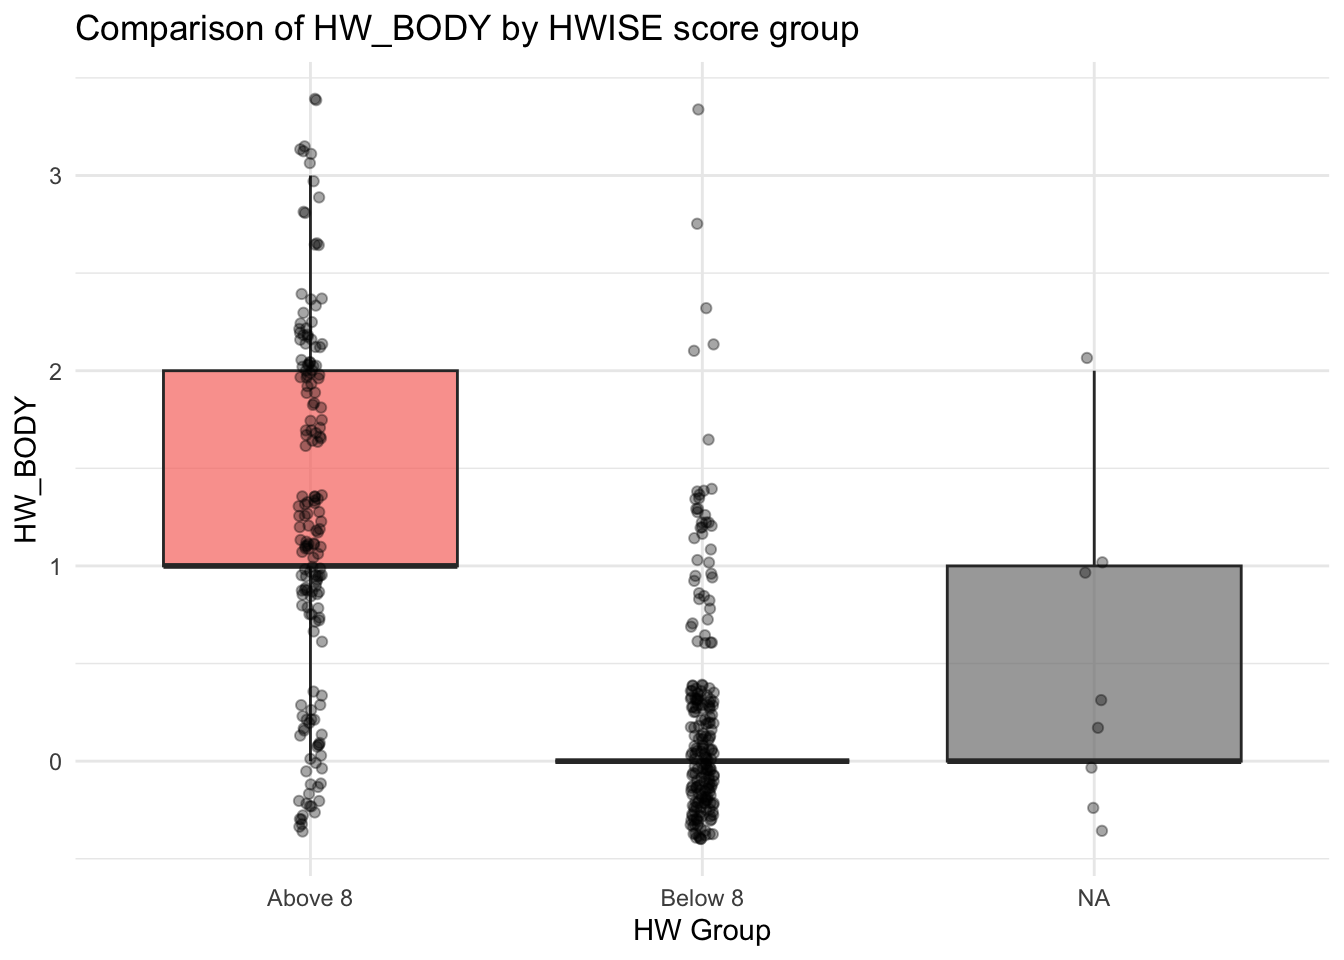 Comparison of HW_BODY by HWISE score group
3
2
1
0
HW_BODY
Above 8
Below 8
NA
HW Group